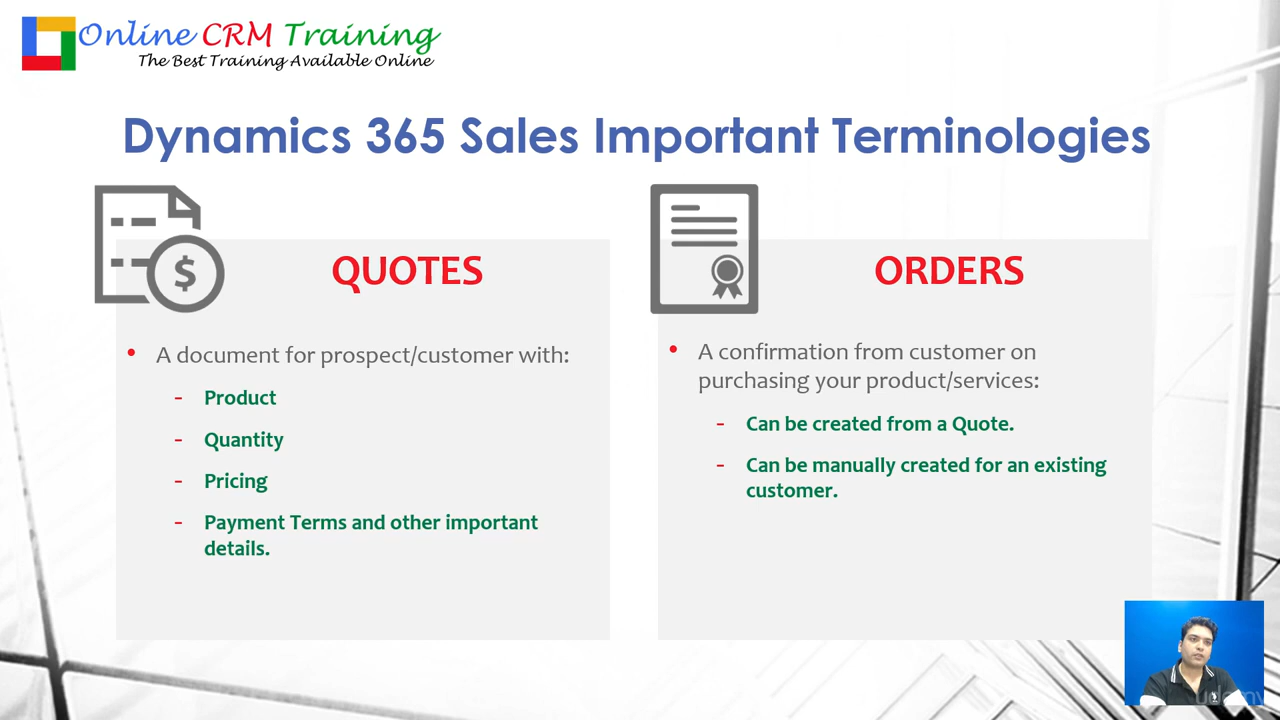 Online CRM Training
The Best Training Available Online
Dynamics 365 Sales Important Terminologies
$
QUOTES
• A document for prospect/customer with:
- Product
- Quantity
- Pricing
- Payment Terms and other important
details.
ORDERS
• A confirmation from customer on
purchasing your product/services:
- Can be created from a Quote.
- Can be manually created for an existing
customer.
udemy